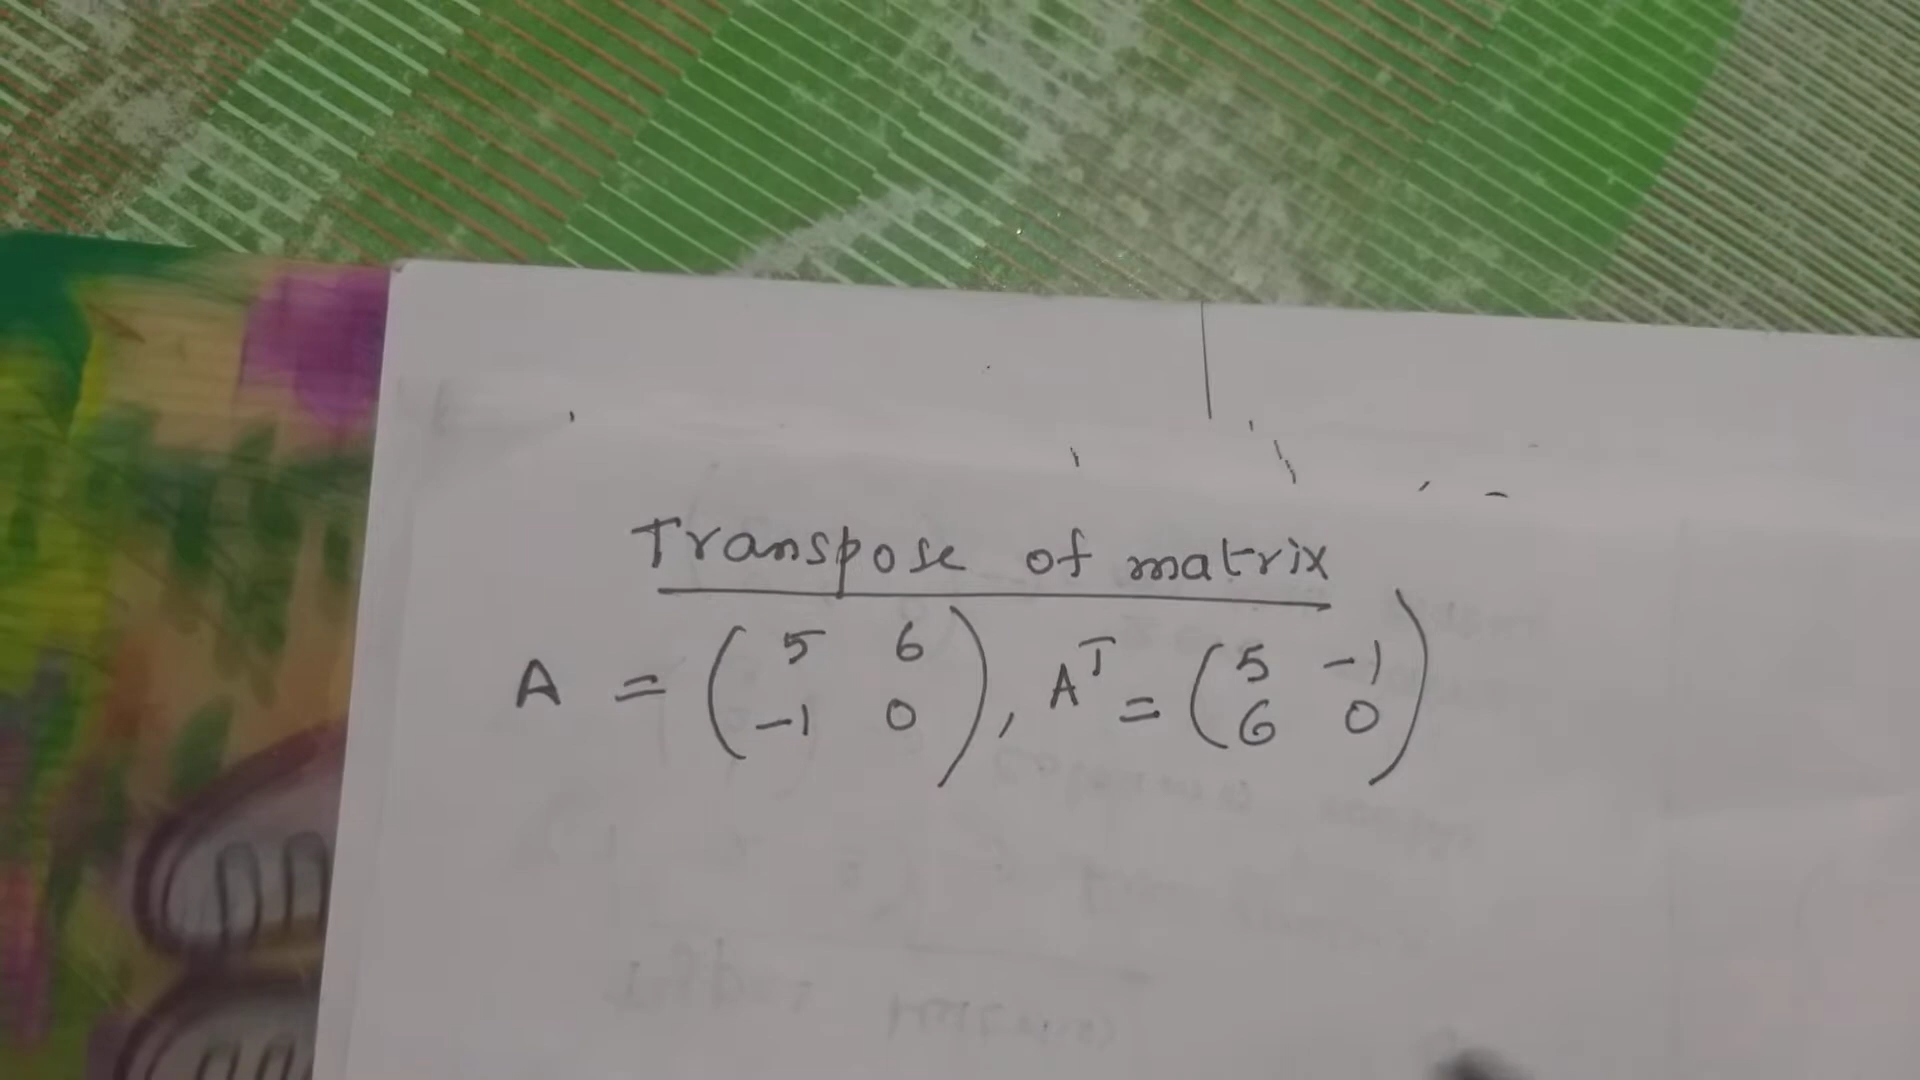 Transpose of matrix
A = ( 5 6 ; -1 0 ), A^T = ( 5 -1 ; 6 0 )